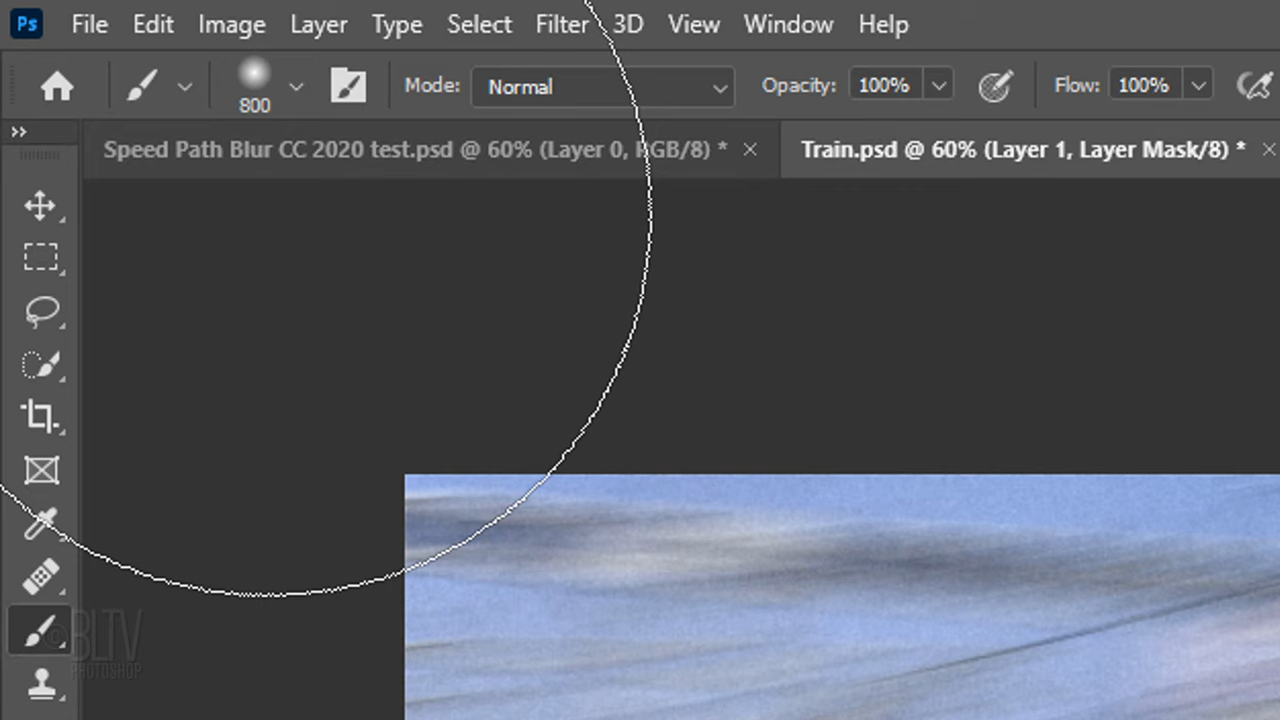 Ps File Edit Image Layer Type Select Filter 3D View Window Help
800 Mode: Normal Opacity: 100% Flow: 100%
Speed Path Blur CC 2020 test.psd @ 60% (Layer 0, RGB/8) * × Train.psd @ 60% (Layer 1, Layer Mask/8) * ×
© BLTV
PHOTOSHOP